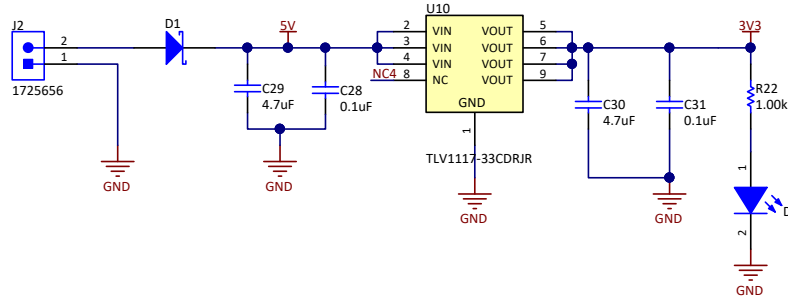 J2
2
1
1725656
GND
D1
5V
C29
4.7uF
C28
0.1uF
GND
U10
2 VIN VOUT 5
3 VIN VOUT 6
4 VIN VOUT 7
NC4 8 NC VOUT 9
GND
1
TLV1117-33CDRJR
GND
C30
4.7uF
C31
0.1uF
GND
3V3
R22
1.00k
1
D
2
GND